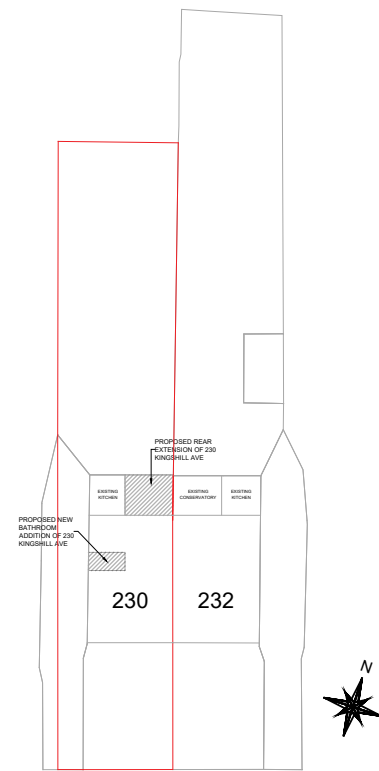 PROPOSED REAR
EXTENSION OF 230
KINGSHILL AVE
EXISTING
KITCHEN
EXISTING
CONSERVATORY
EXISTING
KITCHEN
PROPOSED NEW
BATHROOM
ADDITION OF 230
KINGSHILL AVE
230
232
N